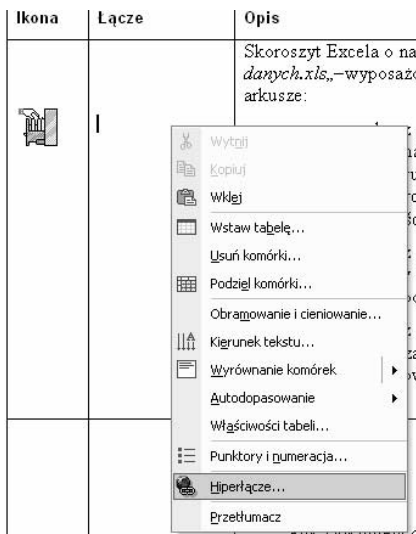 Ikona Łącze Opis
Skoroszyt Excela o na
danych.xls„–wyposażo
arkusze:
Wytnij
Kopiuj
Wklej
Wstaw tabelę...
Usuń komórki...
Podziel komórki...
Obramowanie i cieniowanie...
Kierunek tekstu...
Wyrównanie komórek
Autodopasowanie
Właściwości tabeli...
Punktory i numeracja...
Hiperłącze...
Przetłumacz